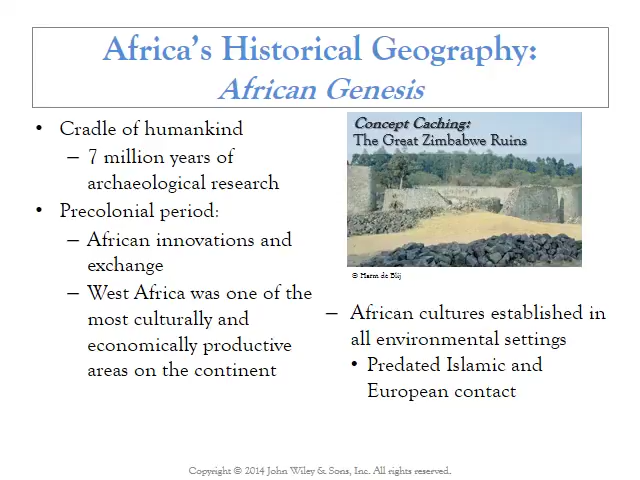 Africa's Historical Geography:
African Genesis
• Cradle of humankind
– 7 million years of
archaeological research
• Precolonial period:
– African innovations and
exchange
– West Africa was one of the
most culturally and
economically productive
areas on the continent
Concept Caching:
The Great Zimbabwe Ruins
© Harm de Blij
– African cultures established in
all environmental settings
• Predated Islamic and
European contact
Copyright © 2014 John Wiley & Sons, Inc. All rights reserved.